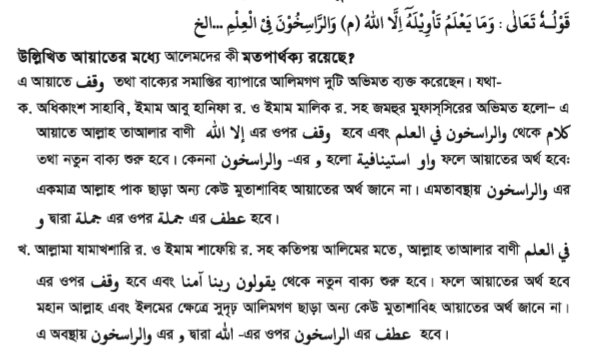 قَوْلُهُ تَعَالَى : وَمَا يَعْلَمُ تَأْوِيْلَهُ إِلَّا اللهُ (م) وَالرَّاسِخُوْنَ فِيْ الْعِلْمِ ...الخ
উল্লিখিত আয়াতের মধ্যে আলেমদের কী মতপার্থক্য রয়েছে?
এ আয়াতে وقف তথা বাক্যের সমাপ্তির ব্যাপারে আলিমগণ দুটি অভিমত ব্যক্ত করেছেন। যথা-
ক. অধিকাংশ সাহাবি, ইমাম আবু হানিফা র. ও ইমাম মালিক র. সহ জমহুর মুফাস্সিরের অভিমত হলো– এ
আয়াতে আল্লাহ তাআলার বাণী إلا الله এর ওপর وقف হবে এবং والراسخون في العلم থেকে كلام
তথা নতুন বাক্য শুরু হবে। কেননা والراسخون -এর و হলো واو استينافية ফলে আয়াতের অর্থ হবেঃ
একমাত্র আল্লাহ পাক ছাড়া অন্য কেউ মুতাশাবিহ আয়াতের অর্থ জানে না। এমতাবস্থায় والراسخون এর
و দ্বারা جملة এর ওপর جملة এর عطف হবে।
খ. আল্লামা যামাখশারি র. ও ইমাম শাফেয়ি র. সহ কতিপয় আলিমের মতে, আল্লাহ তাআলার বাণী في العلم
এর ওপর وقف হবে এবং يقولون ربنا آمنا থেকে নতুন বাক্য শুরু হবে। ফলে আয়াতের অর্থ হবে
মহান আল্লাহ এবং ইলমের ক্ষেত্রে সুদৃঢ় আলিমগণ ছাড়া অন্য কেউ মুতাশাবিহ আয়াতের অর্থ জানে না।
এ অবস্থায় والراسخون এর و দ্বারা الله -এর ওপর الراسخون এর عطف হবে।